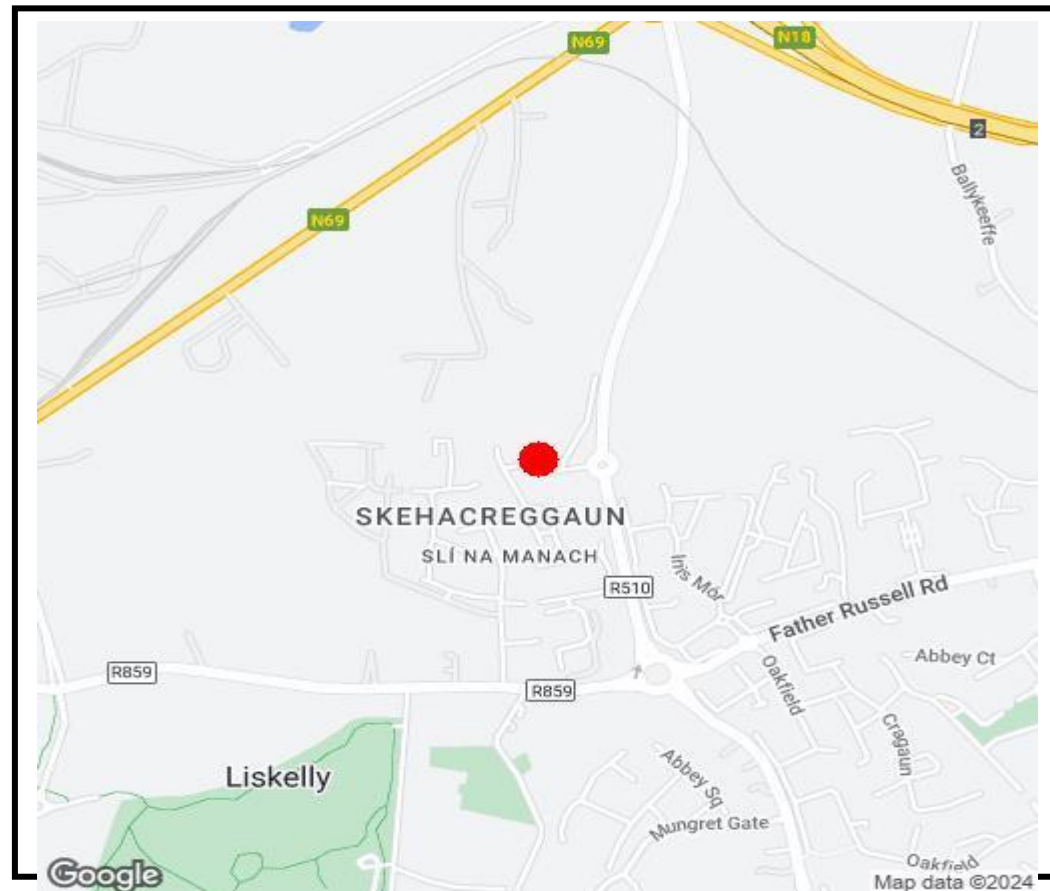 N69
N18
2
Ballykeeffe
N69
SKEHACREGGAUN
SLÍ NA MANACH
R510
Inis Mór
Father Russell Rd
Abbey Ct
Oakfield
R859
R859
Cragaun
Liskelly
Abbey Sq
Mungret Gate
Oakfield
Google
Map data ©2024